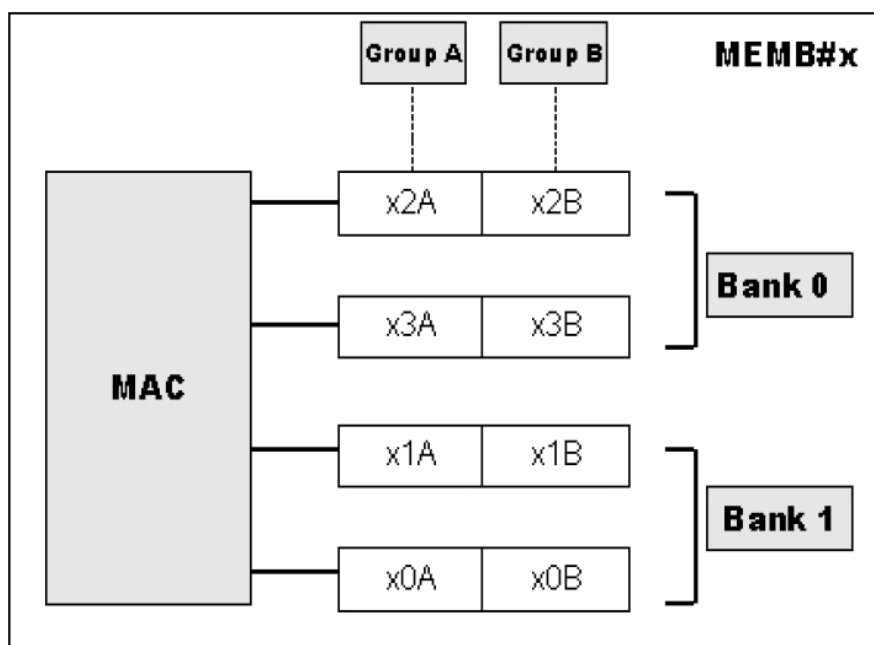 Group A Group B MEMB#x
x2A x2B
Bank 0
x3A x3B
MAC
x1A x1B
Bank 1
x0A x0B